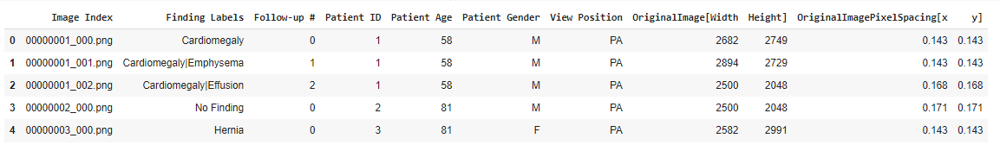 Image Index Finding Labels Follow-up # Patient ID Patient Age Patient Gender View Position OriginalImage[Width Height] OriginalImagePixelSpacing[x y]
0 00000001_000.png Cardiomegaly 0 1 58 M PA 2682 2749 0.143 0.143
1 00000001_001.png Cardiomegaly|Emphysema 1 1 58 M PA 2894 2729 0.143 0.143
2 00000001_002.png Cardiomegaly|Effusion 2 1 58 M PA 2500 2048 0.168 0.168
3 00000002_000.png No Finding 0 2 81 M PA 2500 2048 0.171 0.171
4 00000003_000.png Hernia 0 3 81 F PA 2582 2991 0.143 0.143